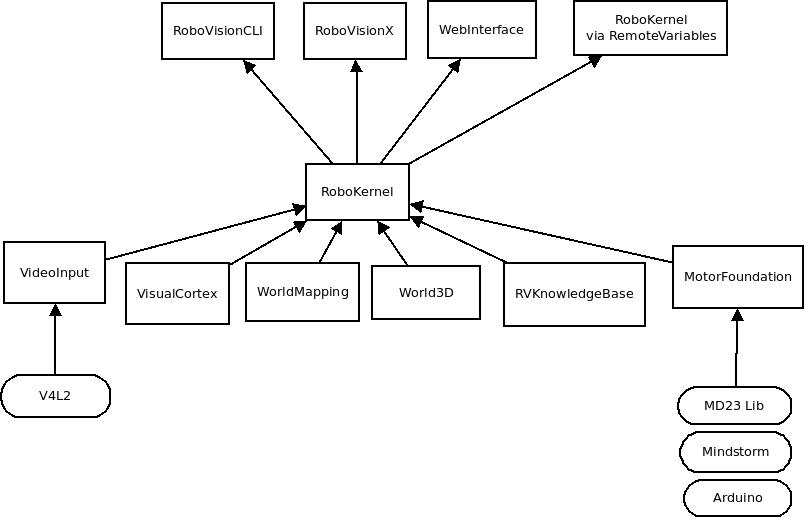 RoboVisionCLI
RoboVisionX
WebInterface
RoboKernel
via RemoteVariables
RoboKernel
VideoInput
VisualCortex
WorldMapping
World3D
RVKnowledgeBase
MotorFoundation
V4L2
MD23 Lib
Mindstorm
Arduino